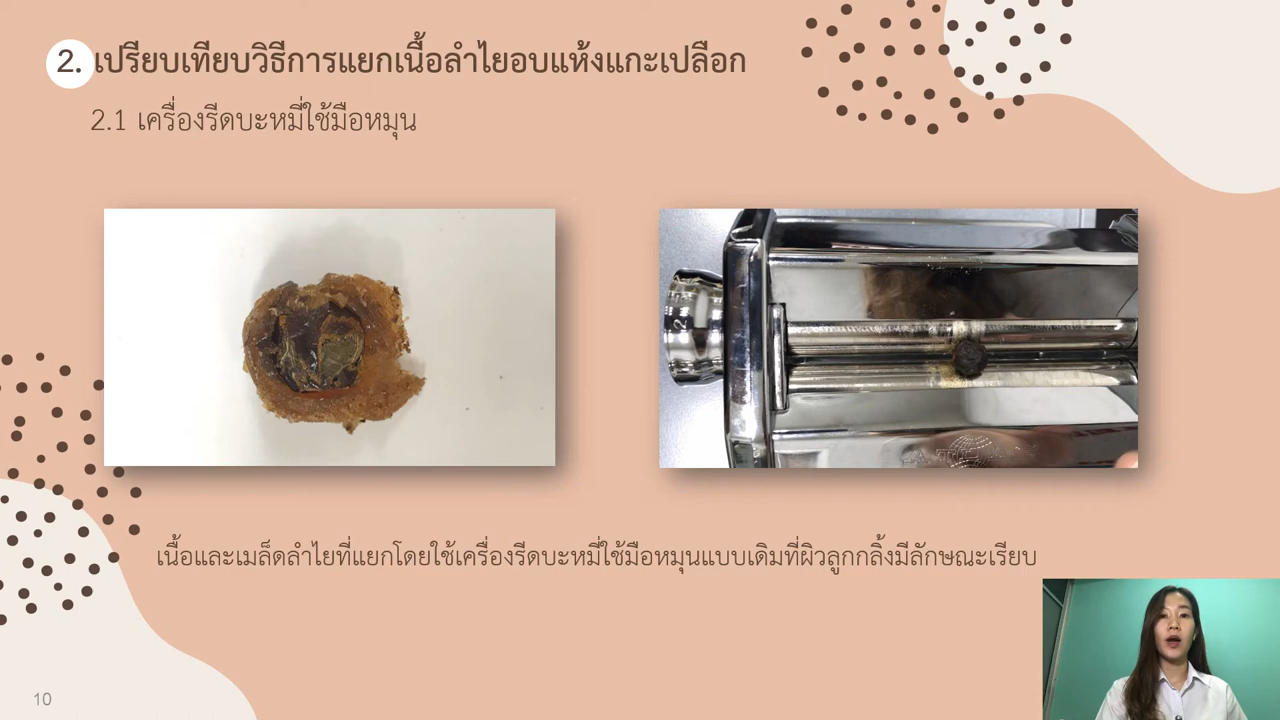 2. เปรียบเทียบวิธีการแยกเนื้อลำไยอบแห้งแกะเปลือก
2.1 เครื่องรีดบะหมี่ใช้มือหมุน
2
เนื้อและเมล็ดลำไยที่แยกโดยใช้เครื่องรีดบะหมี่ใช้มือหมุนแบบเดิมที่ผิวลูกกลิ้งมีลักษณะเรียบ
10